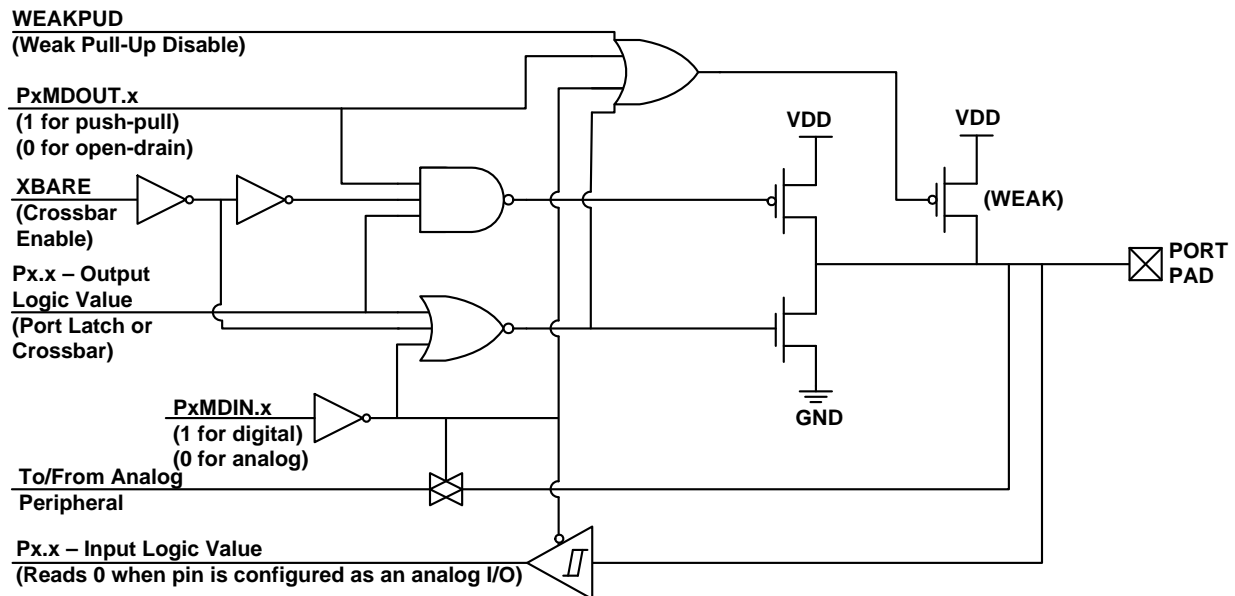 WEAKPUD
(Weak Pull-Up Disable)
PxMDOUT.x
(1 for push-pull)
(0 for open-drain)
XBARE
(Crossbar
Enable)
Px.x – Output
Logic Value
(Port Latch or
Crossbar)
PxMDIN.x
(1 for digital)
(0 for analog)
To/From Analog
Peripheral
Px.x – Input Logic Value
(Reads 0 when pin is configured as an analog I/O)
VDD
VDD
(WEAK)
GND
PORT
PAD